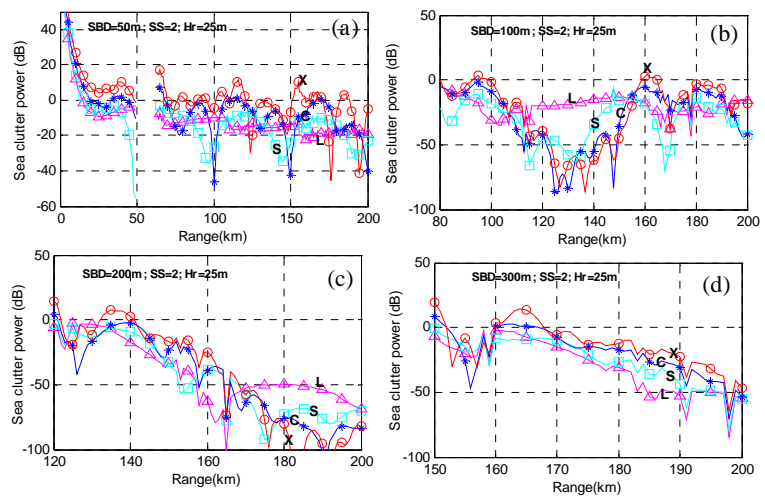 SBD=50m ; SS=2; Hr=25m
(a)
Sea clutter power (dB)
40
20
0
-20
-40
-60
X
C
S
L
0
50
100
150
200
Range(km)
SBD=100m ; SS=2; Hr=25m
(b)
Sea clutter power (dB)
50
0
-50
-100
X
L
C
S
80
100
120
140
160
180
200
Range(km)
SBD=200m ; SS=2; Hr=25m
(c)
Sea clutter power (dB)
50
0
-50
-100
L
S
C
X
120
140
160
180
200
Range(km)
SBD=300m ; SS=2; Hr=25m
(d)
Sea clutter power (dB)
50
0
-50
-100
X
C
S
L
150
160
170
180
190
200
Range(km)